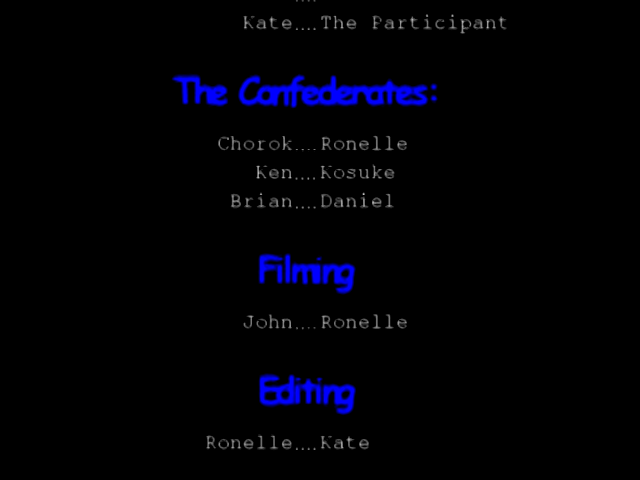 Kate....The Participant
The Confederates:
Chorok....Ronelle
Ken....Kosuke
Brian....Daniel
Filming
John....Ronelle
Editing
Ronelle....Kate